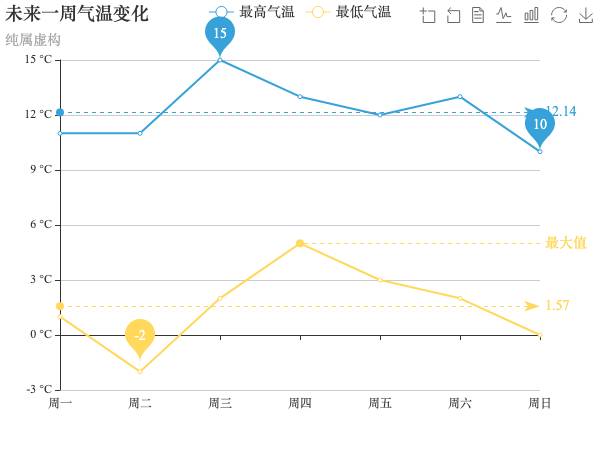 未来一周气温变化
最高气温 最低气温
纯属虚构
15
15 °C
12 °C
12.14
10
9 °C
6 °C
最大值
3 °C
1.57
0 °C
-2
-3 °C
周一 周二 周三 周四 周五 周六 周日